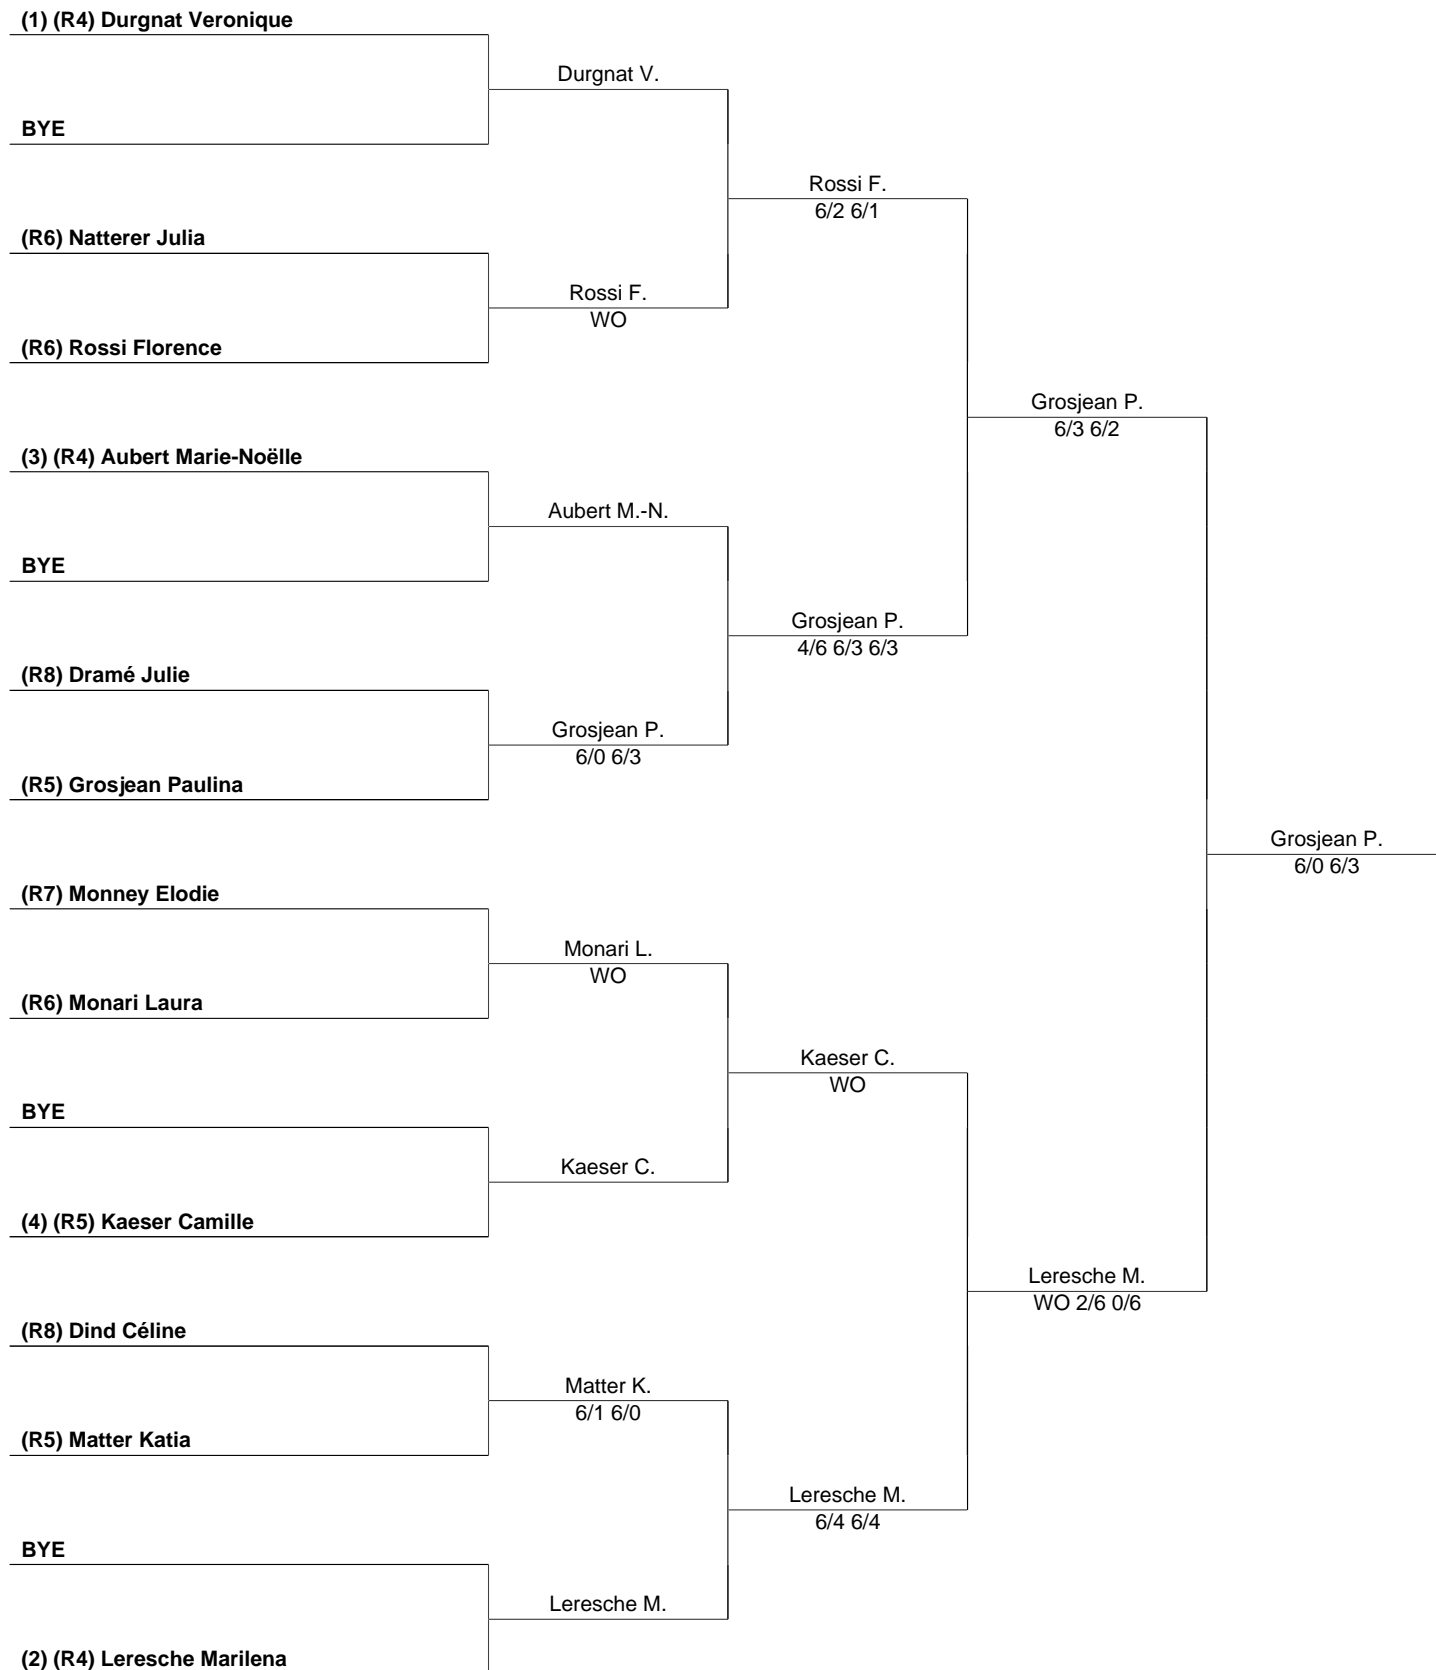 (1) (R4) Durgnat Veronique
Durgnat V.
BYE
Rossi F.
6/2 6/1
(R6) Natterer Julia
Rossi F.
WO
(R6) Rossi Florence
Grosjean P.
6/3 6/2
(3) (R4) Aubert Marie-Noëlle
Aubert M.-N.
BYE
Grosjean P.
4/6 6/3 6/3
(R8) Dramé Julie
Grosjean P.
6/0 6/3
(R5) Grosjean Paulina
Grosjean P.
6/0 6/3
(R7) Monney Elodie
Monari L.
WO
(R6) Monari Laura
Kaeser C.
WO
BYE
Kaeser C.
(4) (R5) Kaeser Camille
Leresche M.
WO 2/6 0/6
(R8) Dind Céline
Matter K.
6/1 6/0
(R5) Matter Katia
Leresche M.
6/4 6/4
BYE
Leresche M.
(2) (R4) Leresche Marilena